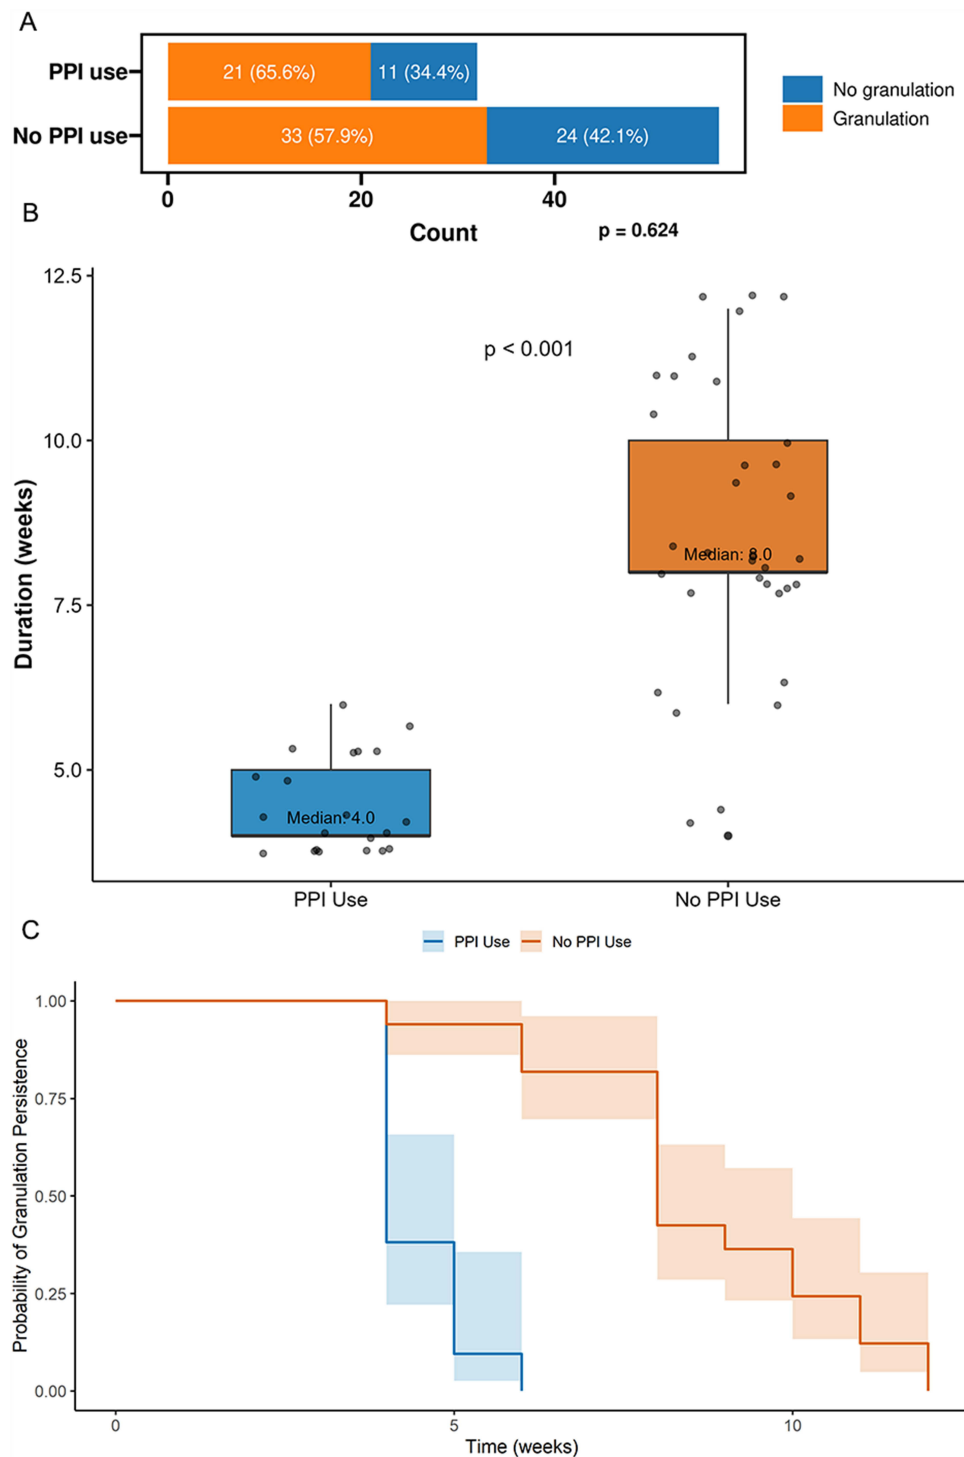 A
PPI use
21 (65.6%)
11 (34.4%)
No PPI use
33 (57.9%)
24 (42.1%)
No granulation
Granulation
0
20
40
Count
p = 0.624
B
12.5
10.0
7.5
5.0
Duration (weeks)
p < 0.001
Median: 8.0
Median: 4.0
PPI Use
No PPI Use
C
PPI Use
No PPI Use
1.00
0.75
0.50
0.25
0.00
Probability of Granulation Persistence
0
5
10
Time (weeks)